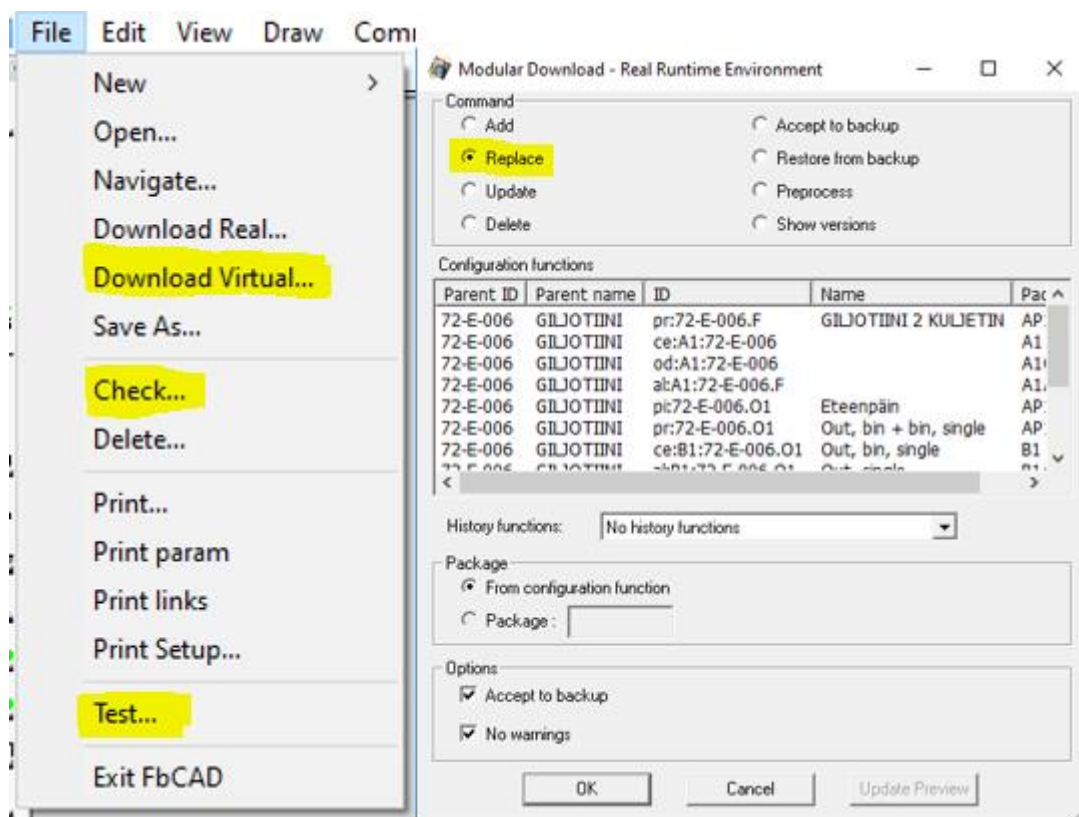 File Edit View Draw
New
Open...
Navigate...
Download Real...
Download Virtual...
Save As...
Check...
Delete...
Print...
Print param
Print links
Print Setup...
Test...
Exit FbCAD
Modular Download - Real Runtime Environment
Command
Add Accept to backup
Replace Restore from backup
Update Preprocess
Delete Show versions
Configuration functions
Parent ID Parent name ID Name
72-E-006 GILJOTIINI pr:72-E-006.F GILJOTIINI 2 KULJETIN
72-E-006 GILJOTIINI ce:A1:72-E-006 A1
72-E-006 GILJOTIINI od:A1:72-E-006
72-E-006 GILJOTIINI al:A1:72-E-006.F
72-E-006 GILJOTIINI pi:72-E-006.O1 Eteenpäin
72-E-006 GILJOTIINI pr:72-E-006.O1 Out, bin + bin, single
72-E-006 GILJOTIINI ce:B1:72-E-006.O1 Out, bin, single B1
History functions: No history functions
Package
From configuration function
Package :
Options
Accept to backup
No warnings
OK Cancel Update Preview